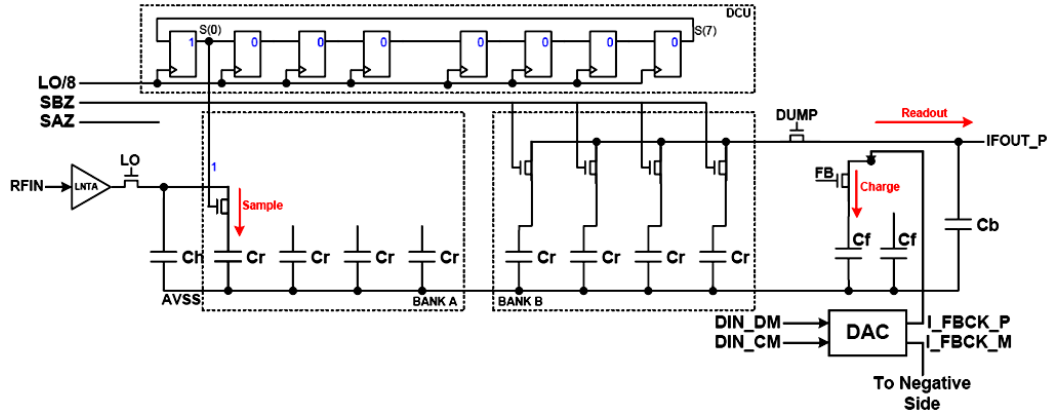 DCU
S(0)
S(7)
1 0 0 0 0 0 0 0
LO/8
SBZ
SAZ
DUMP
Readout
IFOUT_P
LO
1
RFIN
LNTA
Sample
FB
Charge
Ch
Cr
Cr
Cr
Cr
Cr
Cr
Cr
Cr
Cf
Cf
Cb
AVSS
BANK A
BANK B
DIN_DM
DIN_CM
DAC
I_FBCK_P
I_FBCK_M
To Negative
Side